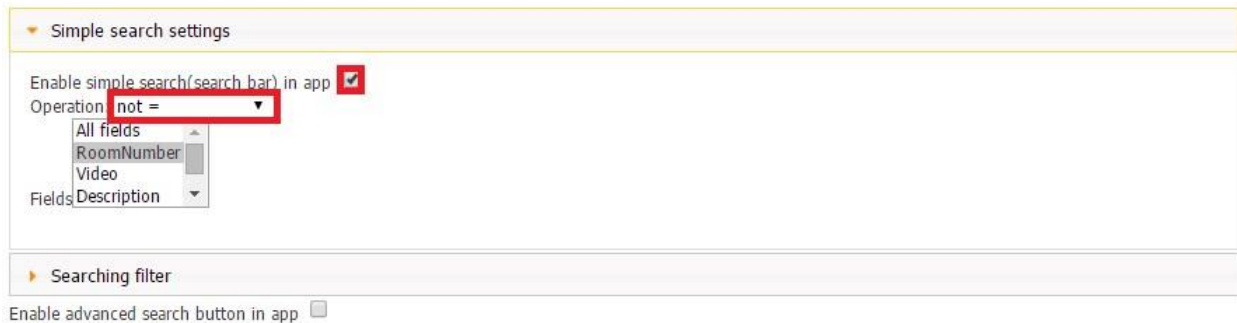 Simple search settings
Enable simple search(search bar) in app
Operation: not =
All fields
RoomNumber
Video
Fields Description
Searching filter
Enable advanced search button in app